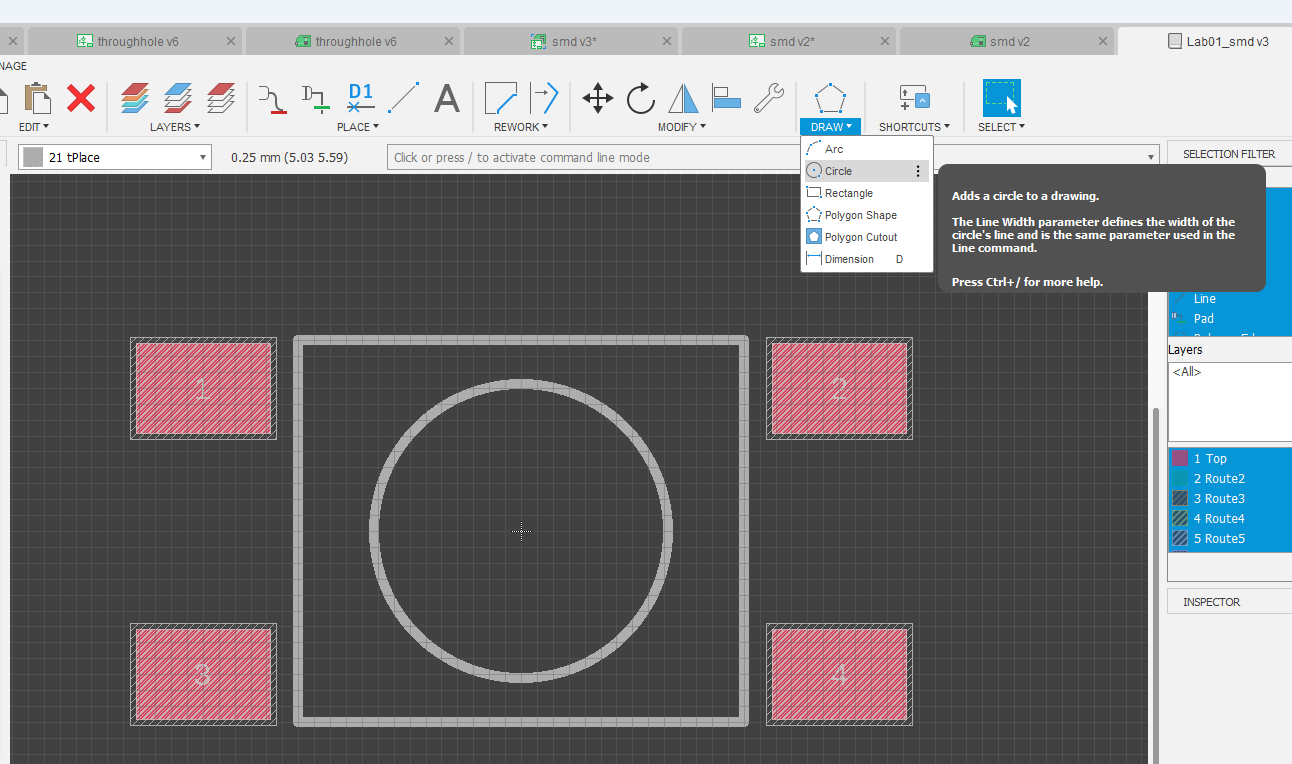 throughhole v6
throughhole v6
smd v3*
smd v2*
smd v2
Lab01_smd v3
NAGE
D1
A
EDIT
LAYERS
PLACE
REWORK
MODIFY
DRAW
SHORTCUTS
SELECT
21 tPlace
0.25 mm (5.03 5.59)
Click or press / to activate command line mode
SELECTION FILTER
Arc
Circle
Rectangle
Polygon Shape
Polygon Cutout
Dimension D
Adds a circle to a drawing.
The Line Width parameter defines the width of the
circle's line and is the same parameter used in the
Line command.
Press Ctrl+/ for more help.
Line
Pad
Layers
<All>
1 Top
2 Route2
3 Route3
4 Route4
5 Route5
INSPECTOR
1
2
3
4